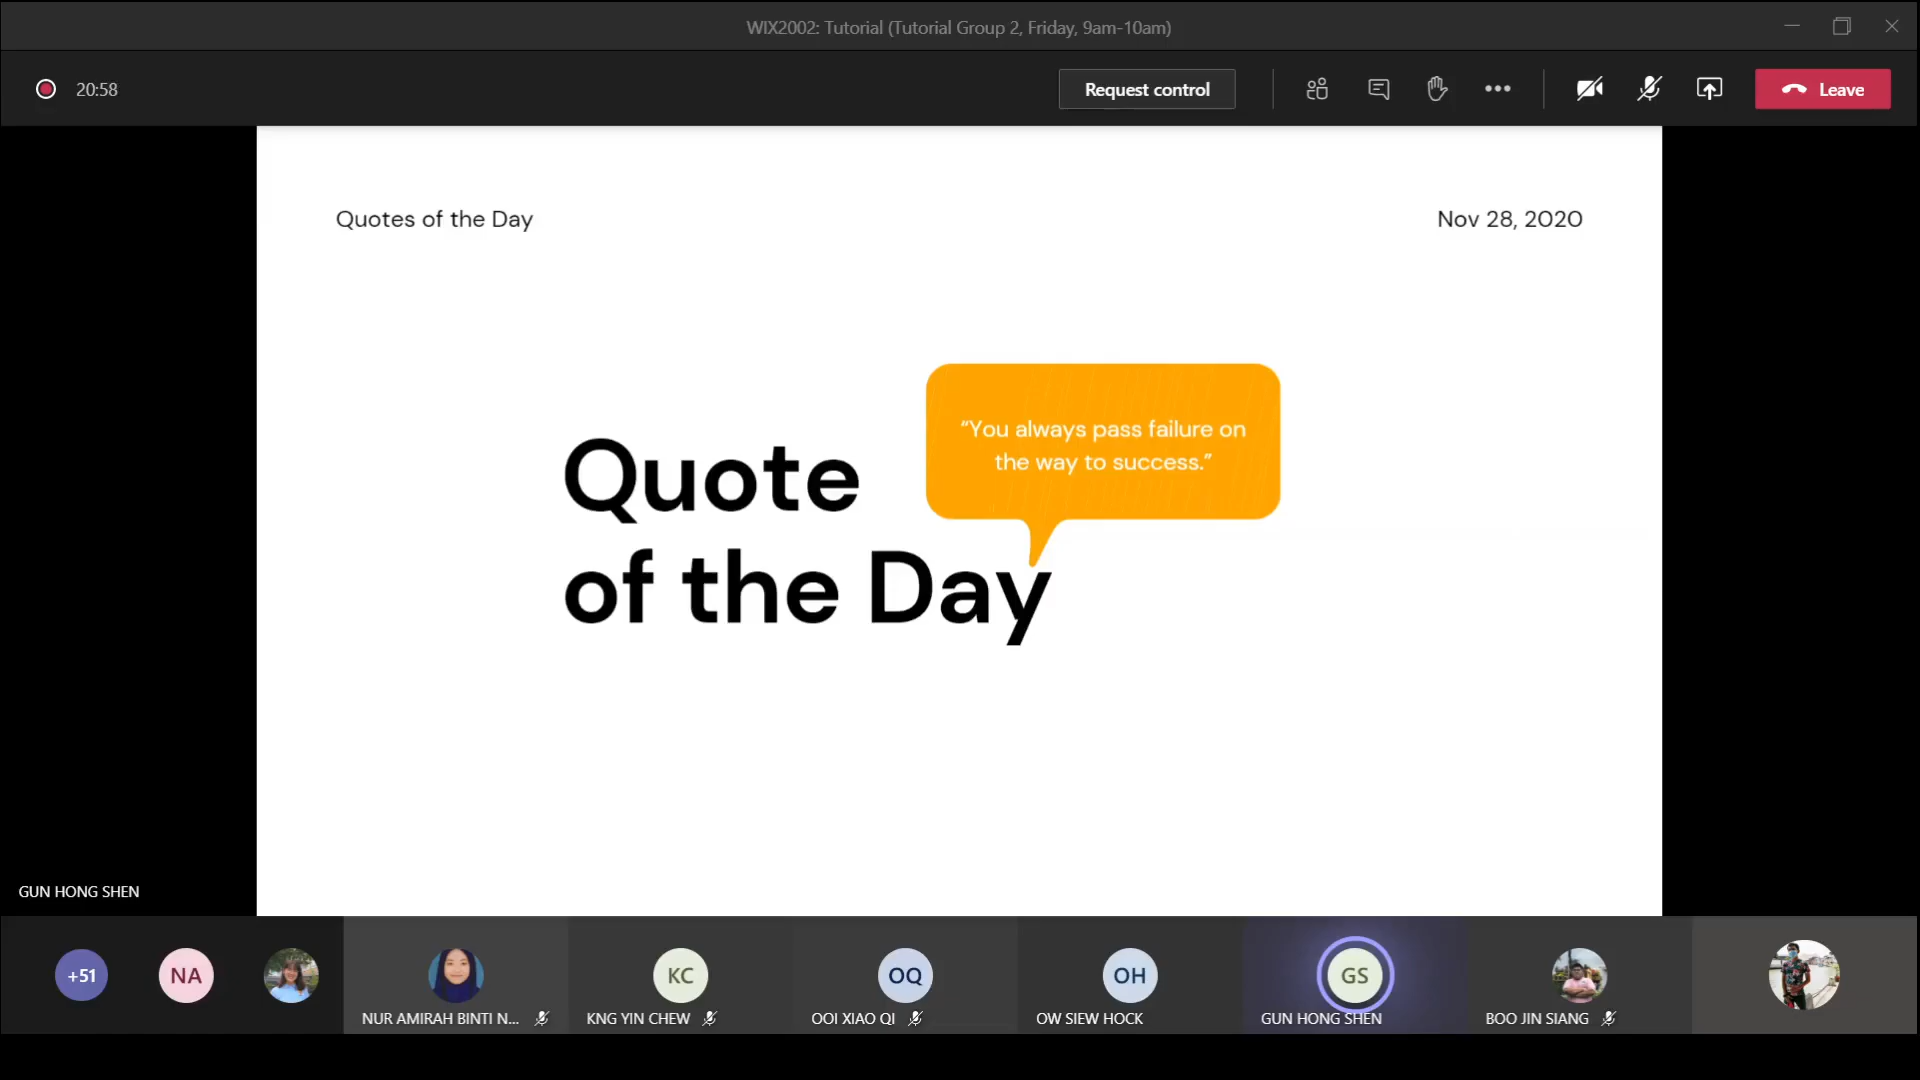 WIX2002: Tutorial (Tutorial Group 2, Friday, 9am-10am)
20:58
Request control
Leave
Quotes of the Day
Nov 28, 2020
“You always pass failure on
the way to success.”
Quote
of the Day
GUN HONG SHEN
+51
NA
KC
OQ
OH
GS
NUR AMIRAH BINTI N...
KNG YIN CHEW
OOI XIAO QI
OW SIEW HOCK
GUN HONG SHEN
BOO JIN SIANG